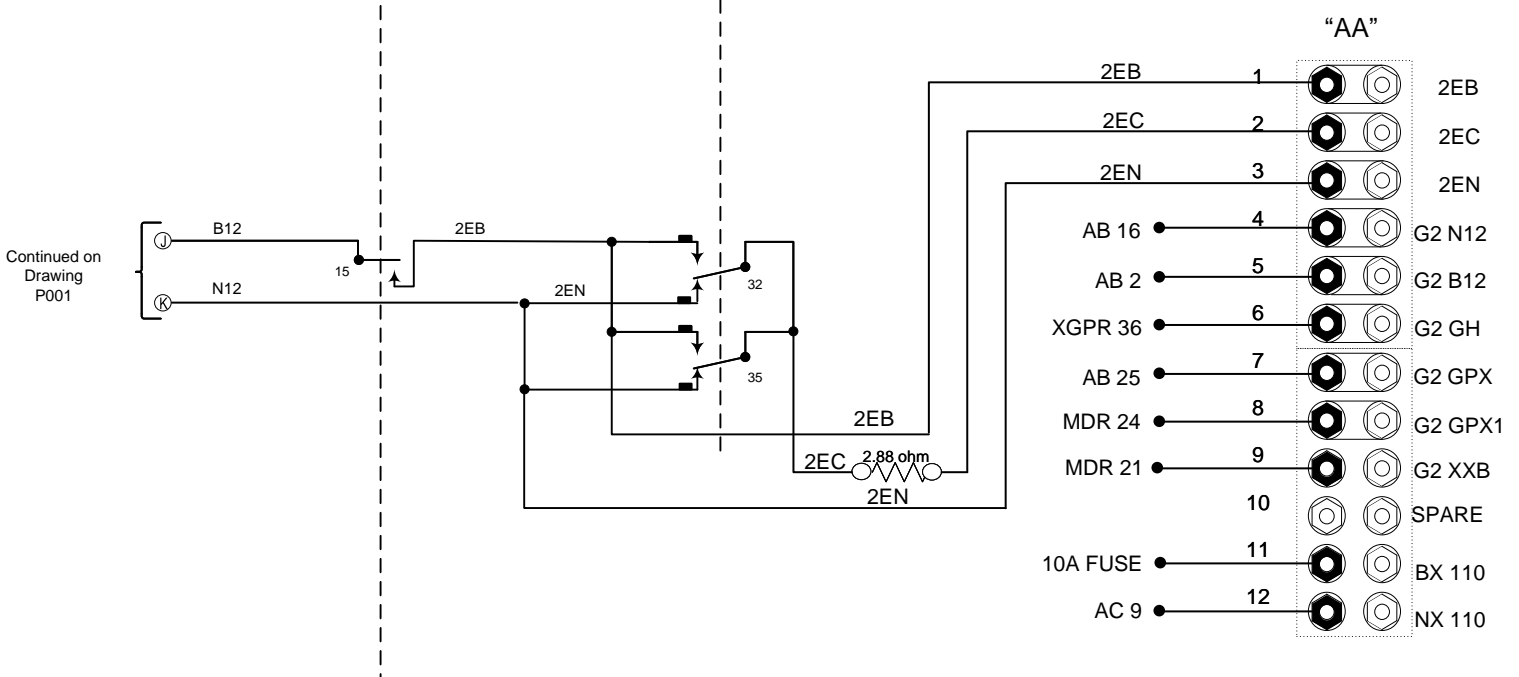 “AA”
2EB 1 2EB
2EC 2 2EC
2EN 3 2EN
AB 16 4 G2 N12
AB 2 5 G2 B12
XGPR 36 6 G2 GH
AB 25 7 G2 GPX
MDR 24 8 G2 GPX1
MDR 21 9 G2 XXB
10 SPARE
10A FUSE 11 BX 110
AC 9 12 NX 110
Continued on
Drawing
P001
J B12 15 2EB
K N12 2EN
32
35
2EB
2EC 2.88 ohm
2EN